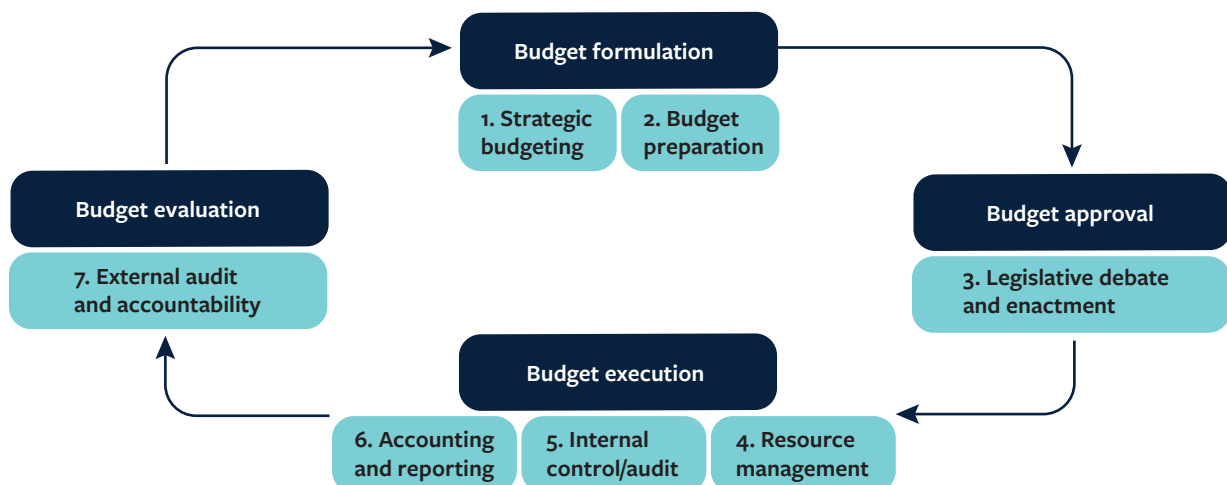 Budget formulation
1. Strategic
budgeting
2. Budget
preparation
Budget approval
3. Legislative debate
and enactment
Budget execution
4. Resource
management
5. Internal
control/audit
6. Accounting
and reporting
Budget evaluation
7. External audit
and accountability